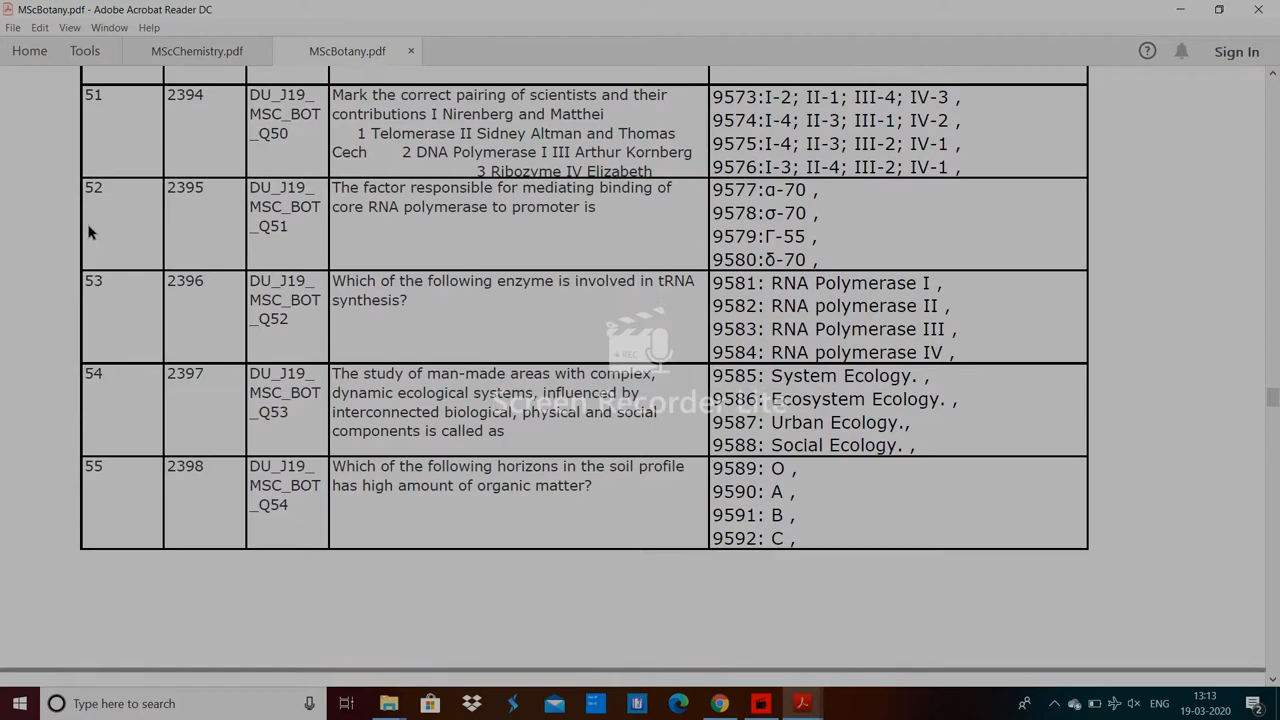 MScBotany.pdf - Adobe Acrobat Reader DC
File Edit View Window Help
Home Tools MScChemistry.pdf MScBotany.pdf × Sign In
51 2394 DU_J19_
MSC_BOT
_Q50
Mark the correct pairing of scientists and their
contributions I Nirenberg and Matthei
1 Telomerase II Sidney Altman and Thomas
Cech 2 DNA Polymerase I III Arthur Kornberg
3 Ribozyme IV Elizabeth
9573:I-2; II-1; III-4; IV-3 ,
9574:I-4; II-3; III-1; IV-2 ,
9575:I-4; II-3; III-2; IV-1 ,
9576:I-3; II-4; III-2; IV-1 ,
52 2395 DU_J19_
MSC_BOT
_Q51
The factor responsible for mediating binding of
core RNA polymerase to promoter is
9577:α-70 ,
9578:σ-70 ,
9579:Γ-55 ,
9580:δ-70 ,
53 2396 DU_J19_
MSC_BOT
_Q52
Which of the following enzyme is involved in tRNA
synthesis?
9581: RNA Polymerase I ,
9582: RNA polymerase II ,
9583: RNA Polymerase III ,
9584: RNA polymerase IV ,
54 2397 DU_J19_
MSC_BOT
_Q53
The study of man-made areas with complex,
dynamic ecological systems, influenced by
interconnected biological, physical and social
components is called as
9585: System Ecology. ,
9586: Ecosystem Ecology. ,
9587: Urban Ecology.,
9588: Social Ecology. ,
55 2398 DU_J19_
MSC_BOT
_Q54
Which of the following horizons in the soil profile
has high amount of organic matter?
9589: O ,
9590: A ,
9591: B ,
9592: C ,
REC
Screen Recorder Lite
Type here to search
ENG
13:13
19-03-2020
2